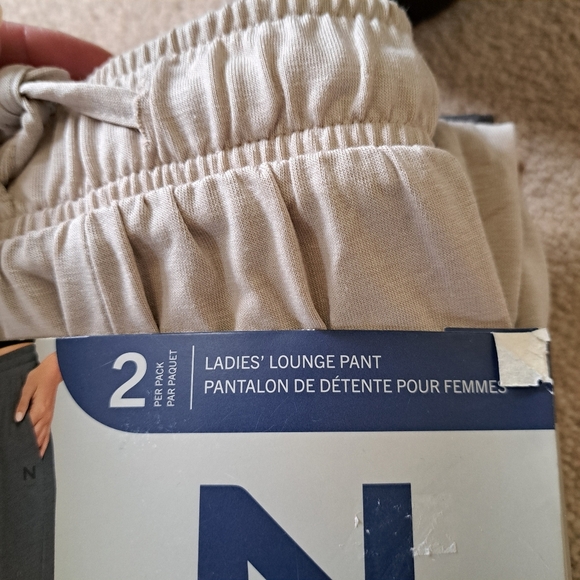 2
PER PACK
PAR PAQUET
LADIES' LOUNGE PANT
PANTALON DE DÉTENTE POUR FEMMES
N
N